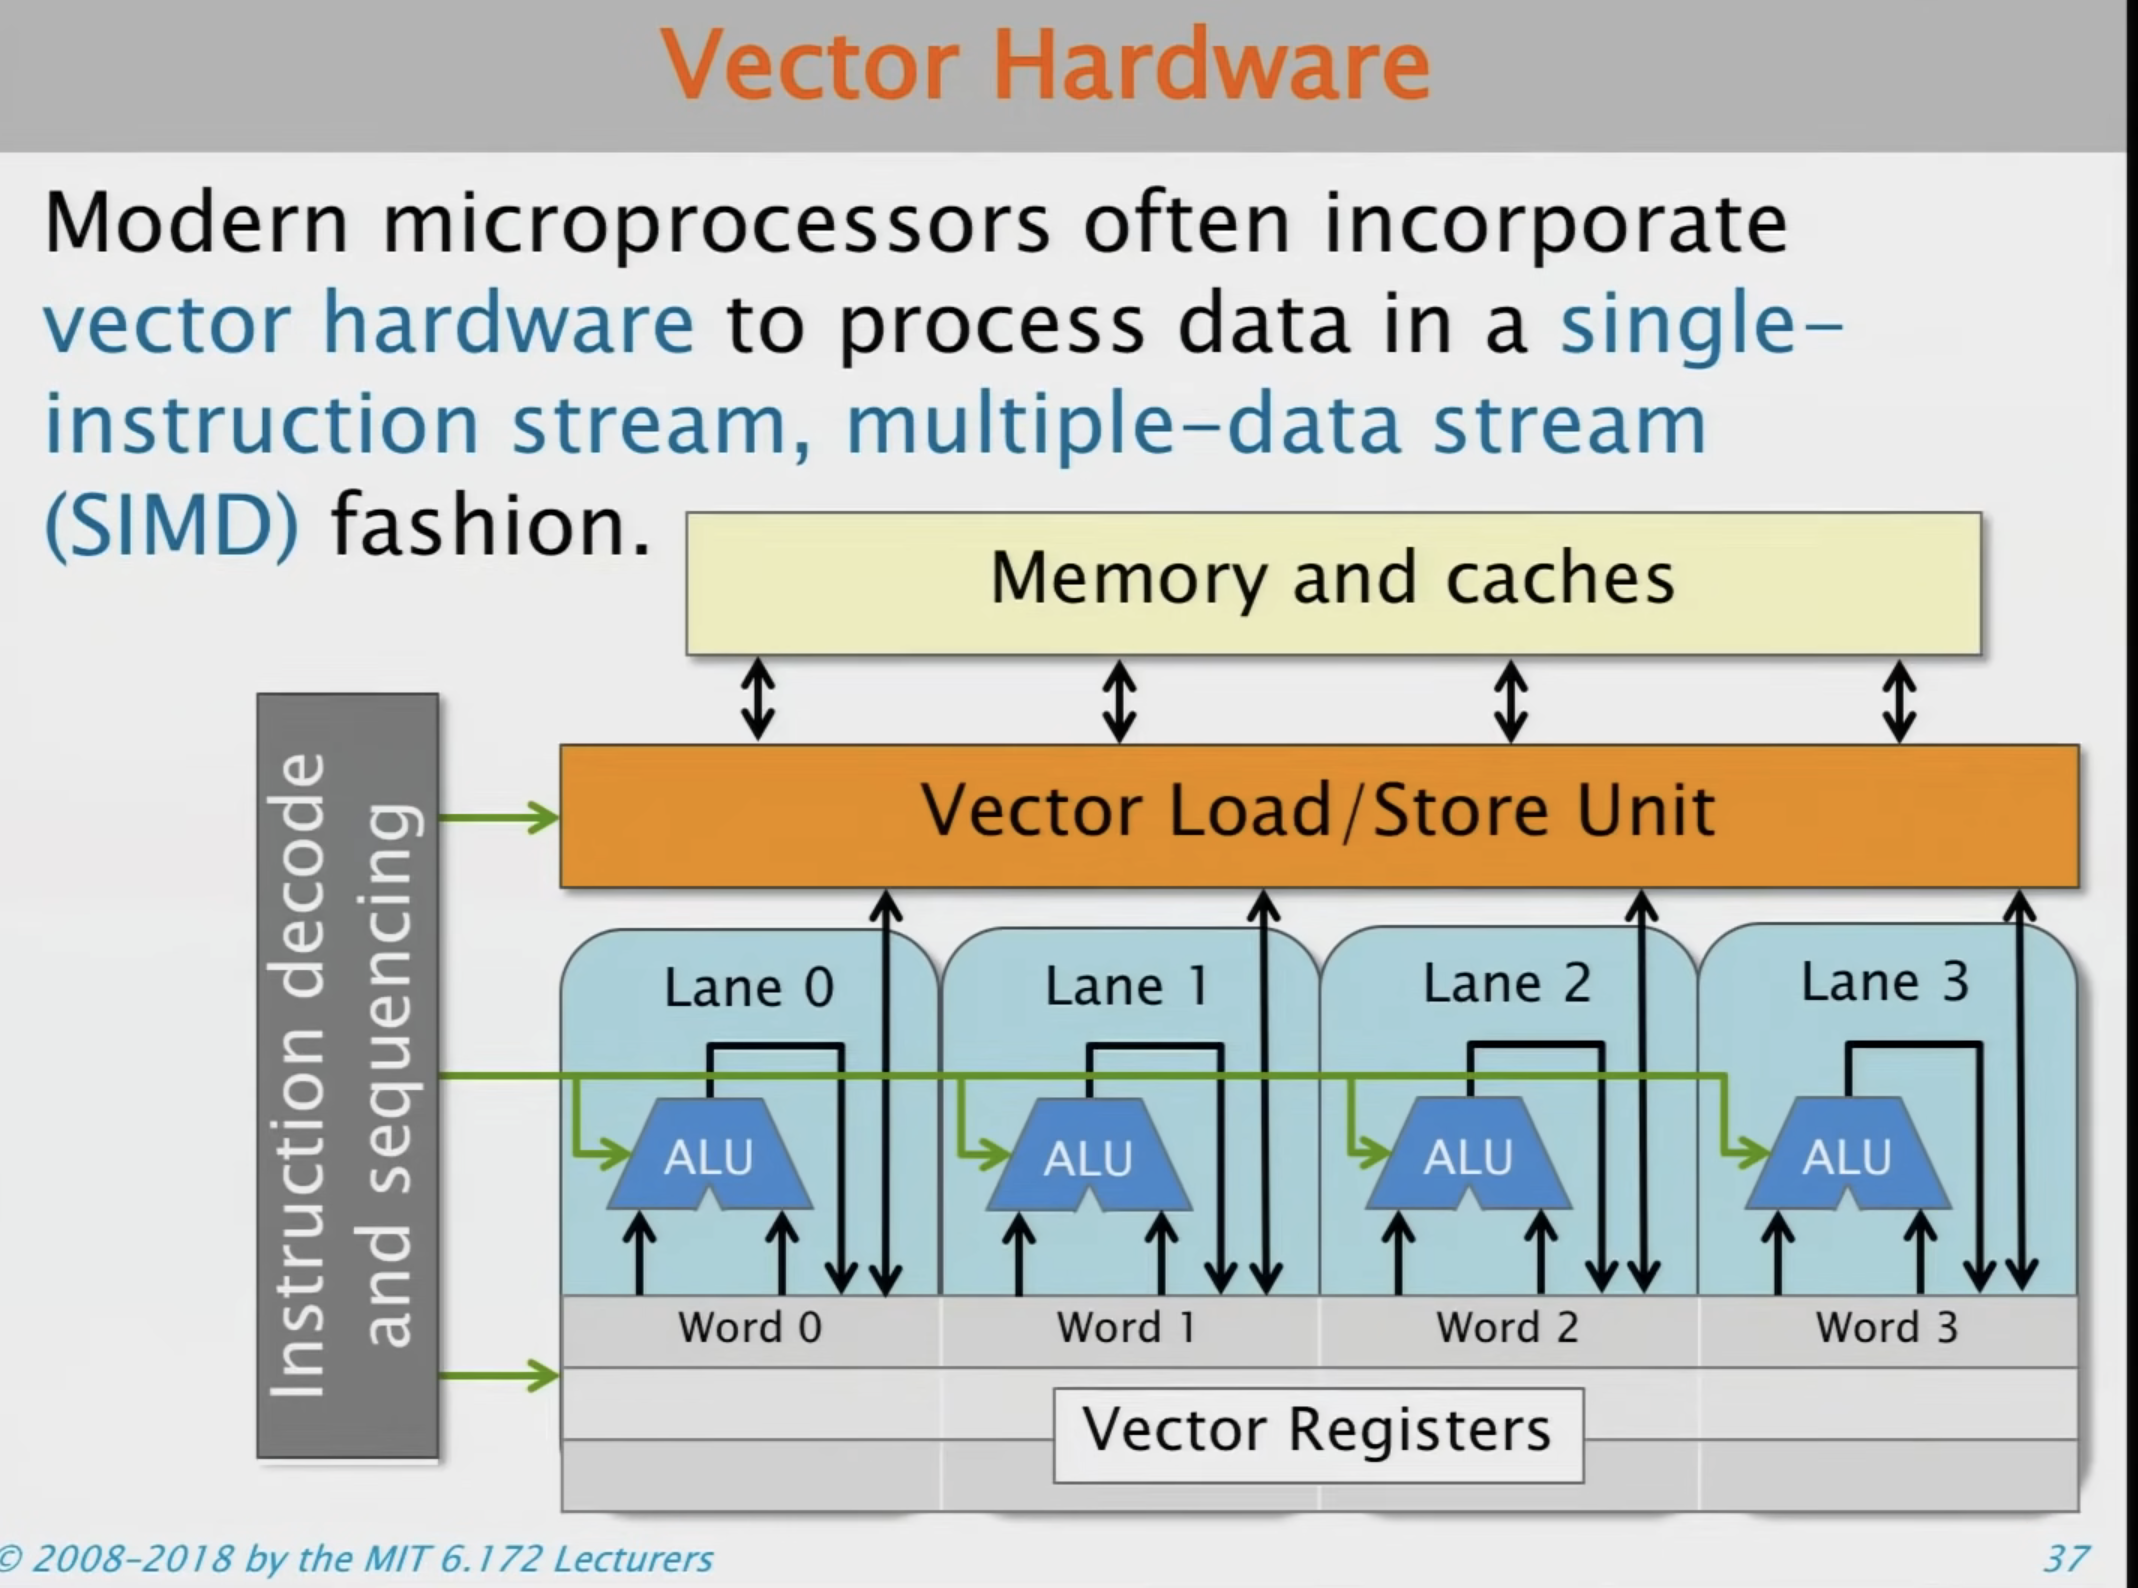 Vector Hardware
Modern microprocessors often incorporate
vector hardware to process data in a single-
instruction stream, multiple-data stream
(SIMD) fashion.
Memory and caches
Instruction decode
and sequencing
Vector Load/Store Unit
Lane 0
Lane 1
Lane 2
Lane 3
ALU
ALU
ALU
ALU
Word 0
Word 1
Word 2
Word 3
Vector Registers
© 2008-2018 by the MIT 6.172 Lecturers
37